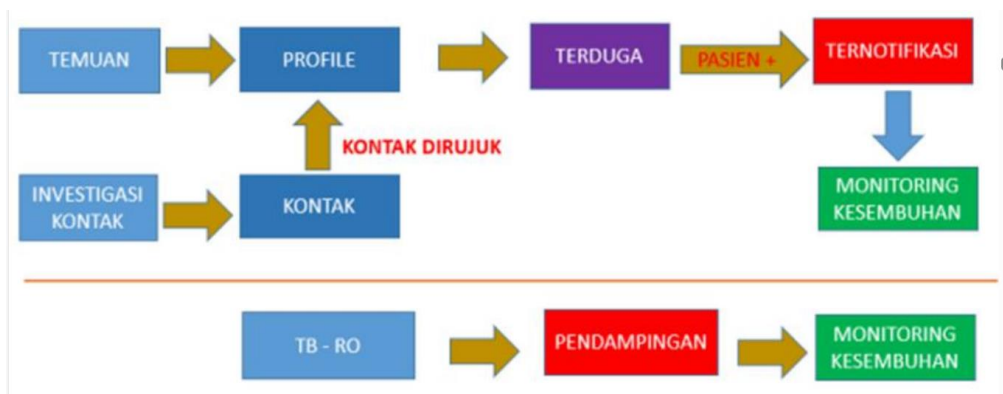 TEMUAN
PROFILE
TERDUGA
PASIEN +
TERNOTIFIKASI
KONTAK DIRUJUK
INVESTIGASI
KONTAK
KONTAK
MONITORING
KESEMBUHAN
TB - RO
PENDAMPINGAN
MONITORING
KESEMBUHAN